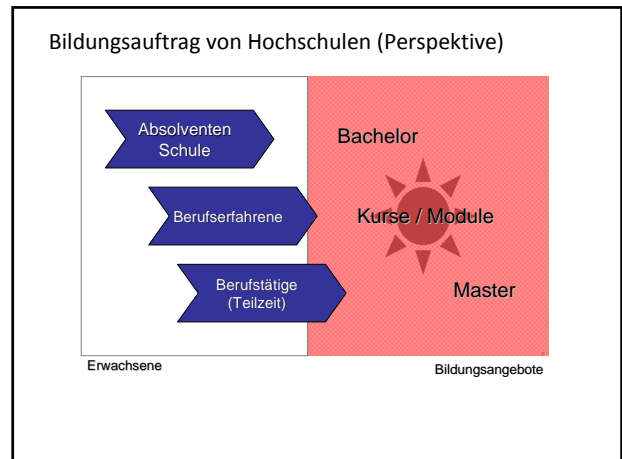 Bildungsauftrag von Hochschulen (Perspektive)
Absolventen
Schule
Bachelor
Berufserfahrene
Kurse / Module
Berufstätige
(Teilzeit)
Master
Erwachsene
Bildungsangebote